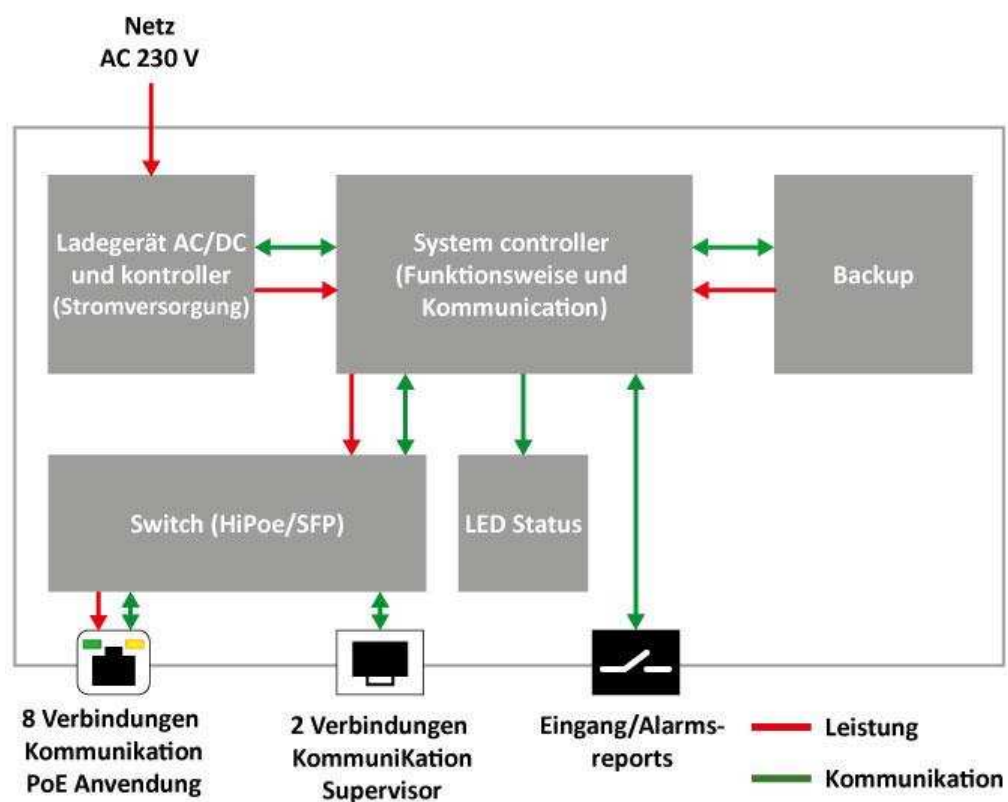 Netz
AC 230 V
Ladegerät AC/DC
und kontroller
(Stromversorgung)
System controller
(Funktionsweise und
Kommunication)
Backup
Switch (HiPoe/SFP)
LED Status
8 Verbindungen
Kommunikation
PoE Anwendung
2 Verbindungen
KommuniKation
Supervisor
Eingang/Alarms-
reports
Leistung
Kommunikation